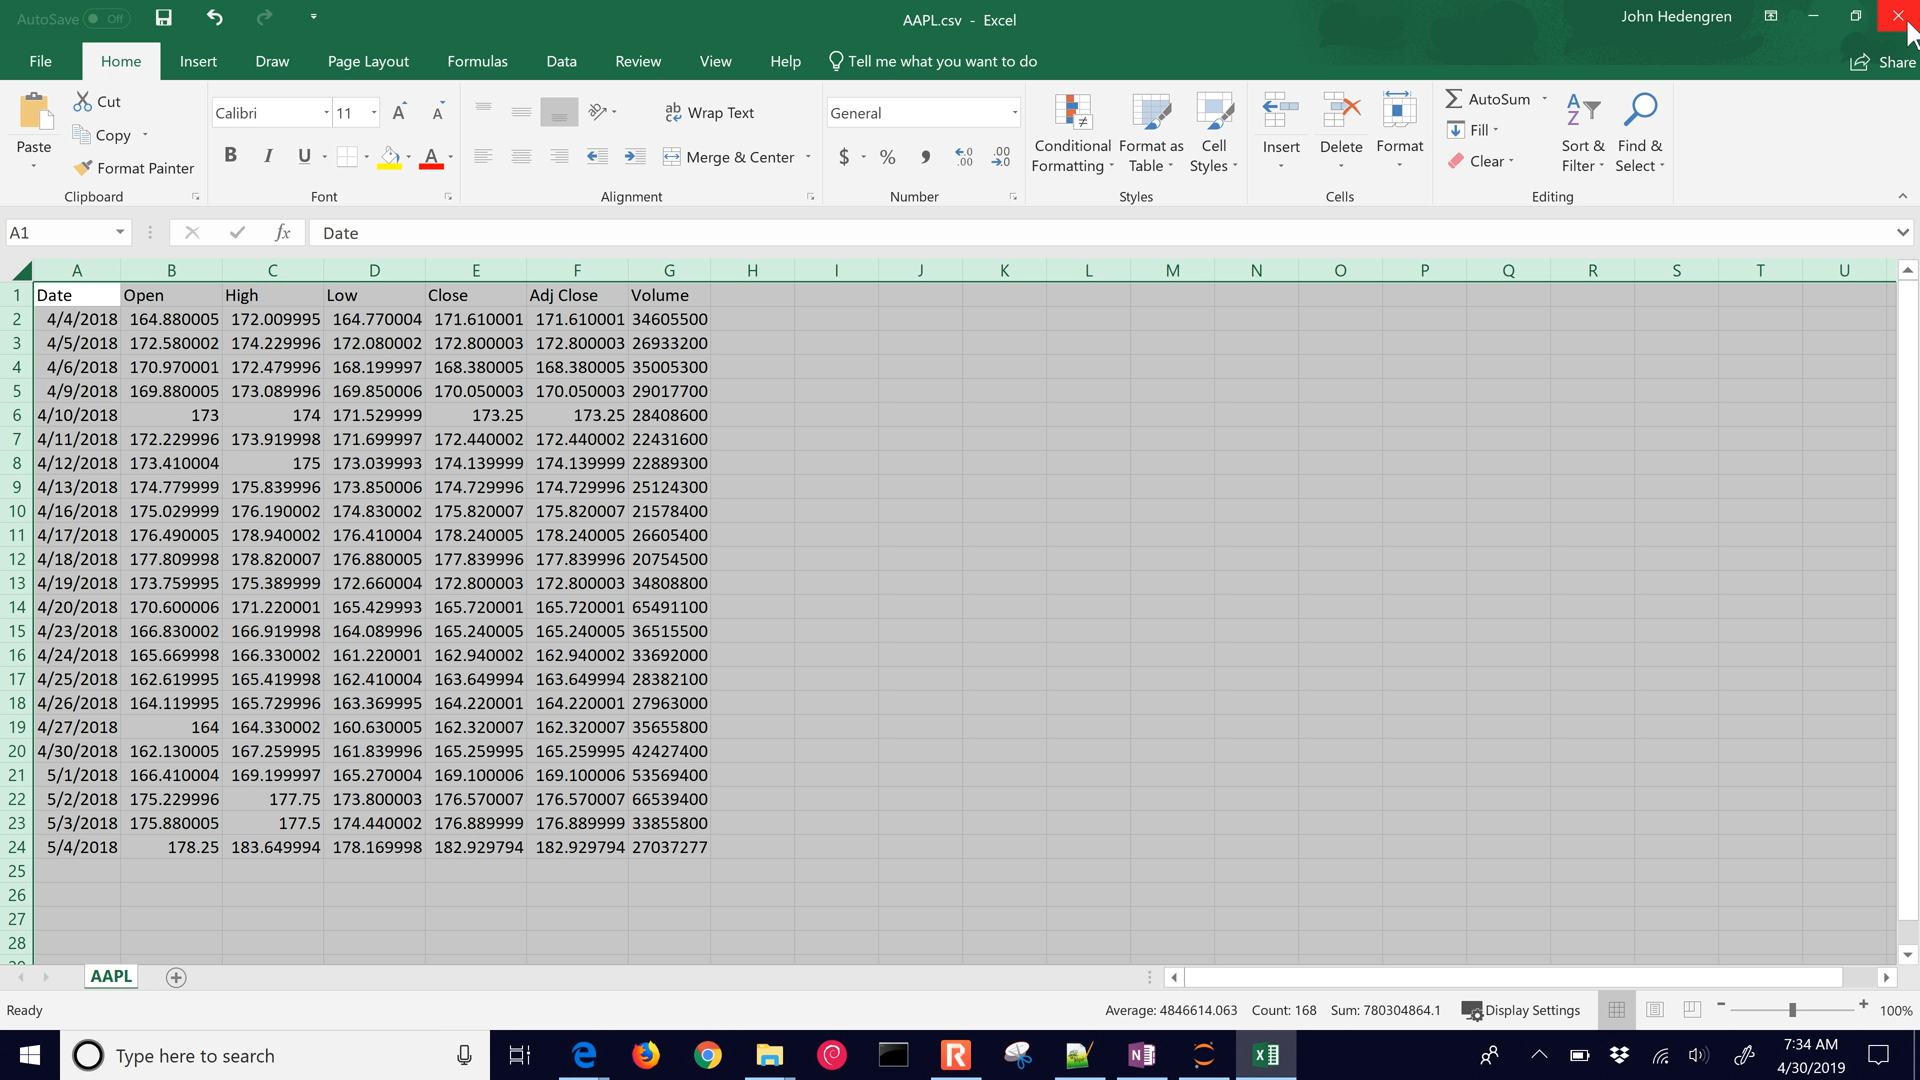 AutoSave Off
AAPL.csv - Excel
John Hedengren
File Home Insert Draw Page Layout Formulas Data Review View Help Tell me what you want to do Share
Paste
Cut
Copy
Format Painter
Clipboard
Calibri 11
A A
B I U A
Font
ab Wrap Text
Merge & Center
Alignment
General
$ % , .00 .00
Number
Conditional Formatting
Format as Table
Cell Styles
Styles
Insert
Delete
Format
Cells
AutoSum
Fill
Clear
Sort & Filter
Find & Select
Editing
A1 fx Date
A B C D E F G H I J K L M N O P Q R S T U
1 Date Open High Low Close Adj Close Volume
2 4/4/2018 164.880005 172.009995 164.770004 171.610001 171.610001 34605500
3 4/5/2018 172.580002 174.229996 172.080002 172.800003 172.800003 26933200
4 4/6/2018 170.970001 172.479996 168.199997 168.380005 168.380005 35005300
5 4/9/2018 169.880005 173.089996 169.850006 170.050003 170.050003 29017700
6 4/10/2018 173 174 171.529999 173.25 173.25 28408600
7 4/11/2018 172.229996 173.919998 171.699997 172.440002 172.440002 22431600
8 4/12/2018 173.410004 175 173.039993 174.139999 174.139999 22889300
9 4/13/2018 174.779999 175.839996 173.850006 174.729996 174.729996 25124300
10 4/16/2018 175.029999 176.190002 174.830002 175.820007 175.820007 21578400
11 4/17/2018 176.490005 178.940002 176.410004 178.240005 178.240005 26605400
12 4/18/2018 177.809998 178.820007 176.880005 177.839996 177.839996 20754500
13 4/19/2018 173.759995 175.389999 172.660004 172.800003 172.800003 34808800
14 4/20/2018 170.600006 171.220001 165.429993 165.720001 165.720001 65491100
15 4/23/2018 166.830002 166.919998 164.089996 165.240005 165.240005 36515500
16 4/24/2018 165.669998 166.330002 161.220001 162.940002 162.940002 33692000
17 4/25/2018 162.619995 165.419998 162.410004 163.649994 163.649994 28382100
18 4/26/2018 164.119995 165.729996 163.369995 164.220001 164.220001 27963000
19 4/27/2018 164 164.330002 160.630005 162.320007 162.320007 35655800
20 4/30/2018 162.130005 167.259995 161.839996 165.259995 165.259995 42427400
21 5/1/2018 166.410004 169.199997 165.270004 169.100006 169.100006 53569400
22 5/2/2018 175.229996 177.75 173.800003 176.570007 176.570007 66539400
23 5/3/2018 175.880005 177.5 174.440002 176.889999 176.889999 33855800
24 5/4/2018 178.25 183.649994 178.169998 182.929794 182.929794 27037277
25
26
27
28
AAPL
Ready
Average: 4846614.063 Count: 168 Sum: 780304864.1 Display Settings 100%
Type here to search
7:34 AM
4/30/2019